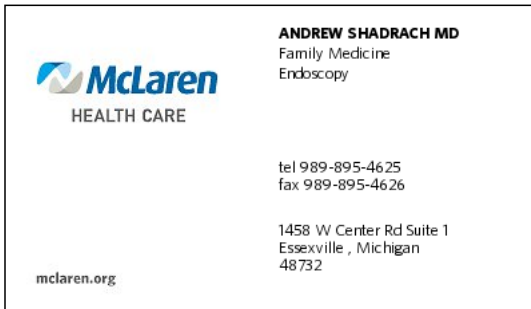 McLaren
HEALTH CARE
mclaren.org
ANDREW SHADRACH MD
Family Medicine
Endoscopy
tel 989-895-4625
fax 989-895-4626
1458 W Center Rd Suite 1
Essexville , Michigan
48732